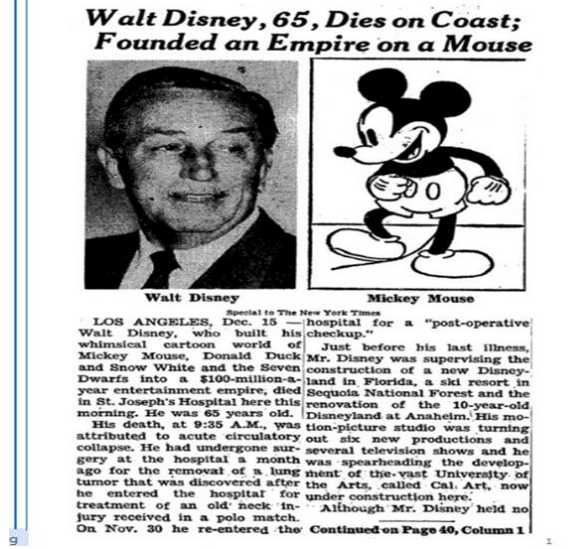 Walt Disney, 65, Dies on Coast;
Founded an Empire on a Mouse
Walt Disney
Mickey Mouse
Special to The New York Times
LOS ANGELES, Dec. 15 —
Walt Disney, who built his
whimsical cartoon world of
Mickey Mouse, Donald Duck
and Snow White and the Seven
Dwarfs into a $100-million-a-
year entertainment empire, died
in St. Joseph's Hospital here this
morning. He was 65 years old.
His death, at 9:35 A.M., was
attributed to acute circulatory
collapse. He had undergone sur-
gery at the hospital a month
ago for the removal of a lung
tumor that was discovered after
he entered the hospital for
treatment of an old neck in-
jury received in a polo match.
On Nov. 30 he re-entered the
hospital for a "post-operative
checkup."
Just before his last illness,
Mr. Disney was supervising the
construction of a new Disney-
land in Florida, a ski resort in
Sequoia National Forest and the
renovation of the 10-year-old
Disneyland at Anaheim. His mo-
tion-picture studio was turning
out six new productions and
several television shows and he
was spearheading the develop-
ment of the vast University of
the Arts, called Cal. Art, now
under construction here.
Although Mr. Disney held no
Continued on Page 40, Column 1
g
1